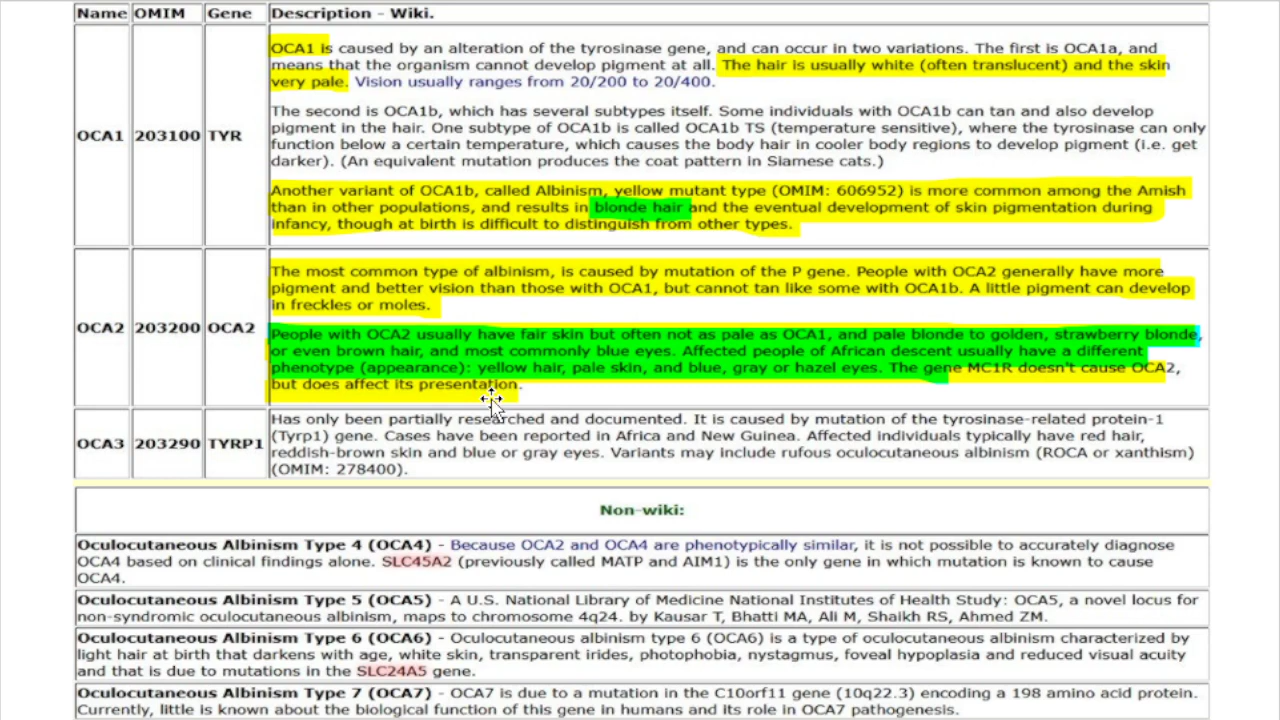 Name OMIM Gene Description - Wiki.
OCA1 is caused by an alteration of the tyrosinase gene, and can occur in two variations. The first is OCA1a, and
means that the organism cannot develop pigment at all. The hair is usually white (often translucent) and the skin
very pale. Vision usually ranges from 20/200 to 20/400.
The second is OCA1b, which has several subtypes itself. Some individuals with OCA1b can tan and also develop
pigment in the hair. One subtype of OCA1b is called OCA1b TS (temperature sensitive), where the tyrosinase can only
OCA1 203100 TYR
function below a certain temperature, which causes the body hair in cooler body regions to develop pigment (i.e. get
darker). (An equivalent mutation produces the coat pattern in Siamese cats.)
Another variant of OCA1b, called Albinism, yellow mutant type (OMIM: 606952) is more common among the Amish
than in other populations, and results in blonde hair and the eventual development of skin pigmentation during
infancy, though at birth is difficult to distinguish from other types.
The most common type of albinism, is caused by mutation of the P gene. People with OCA2 generally have more
pigment and better vision than those with OCA1, but cannot tan like some with OCA1b. A little pigment can develop
in freckles or moles.
OCA2 203200 OCA2
People with OCA2 usually have fair skin but often not as pale as OCA1, and pale blonde to golden, strawberry blonde,
or even brown hair, and most commonly blue eyes. Affected people of African descent usually have a different
phenotype (appearance): yellow hair, pale skin, and blue, gray or hazel eyes. The gene MC1R doesn't cause OCA2,
but does affect its presentation.
Has only been partially researched and documented. It is caused by mutation of the tyrosinase-related protein-1
(Tyrp1) gene. Cases have been reported in Africa and New Guinea. Affected individuals typically have red hair,
OCA3 203290 TYRP1
reddish-brown skin and blue or gray eyes. Variants may include rufous oculocutaneous albinism (ROCA or xanthism)
(OMIM: 278400).
Non-wiki:
Oculocutaneous Albinism Type 4 (OCA4) - Because OCA2 and OCA4 are phenotypically similar, it is not possible to accurately diagnose
OCA4 based on clinical findings alone. SLC45A2 (previously called MATP and AIM1) is the only gene in which mutation is known to cause
OCA4.
Oculocutaneous Albinism Type 5 (OCA5) - A U.S. National Library of Medicine National Institutes of Health Study: OCA5, a novel locus for
non-syndromic oculocutaneous albinism, maps to chromosome 4q24. by Kausar T, Bhatti MA, Ali M, Shaikh RS, Ahmed ZM.
Oculocutaneous Albinism Type 6 (OCA6) - Oculocutaneous albinism type 6 (OCA6) is a type of oculocutaneous albinism characterized by
light hair at birth that darkens with age, white skin, transparent irides, photophobia, nystagmus, foveal hypoplasia and reduced visual acuity
and that is due to mutations in the SLC24A5 gene.
Oculocutaneous Albinism Type 7 (OCA7) - OCA7 is due to a mutation in the C10orf11 gene (10q22.3) encoding a 198 amino acid protein.
Currently, little is known about the biological function of this gene in humans and its role in OCA7 pathogenesis.